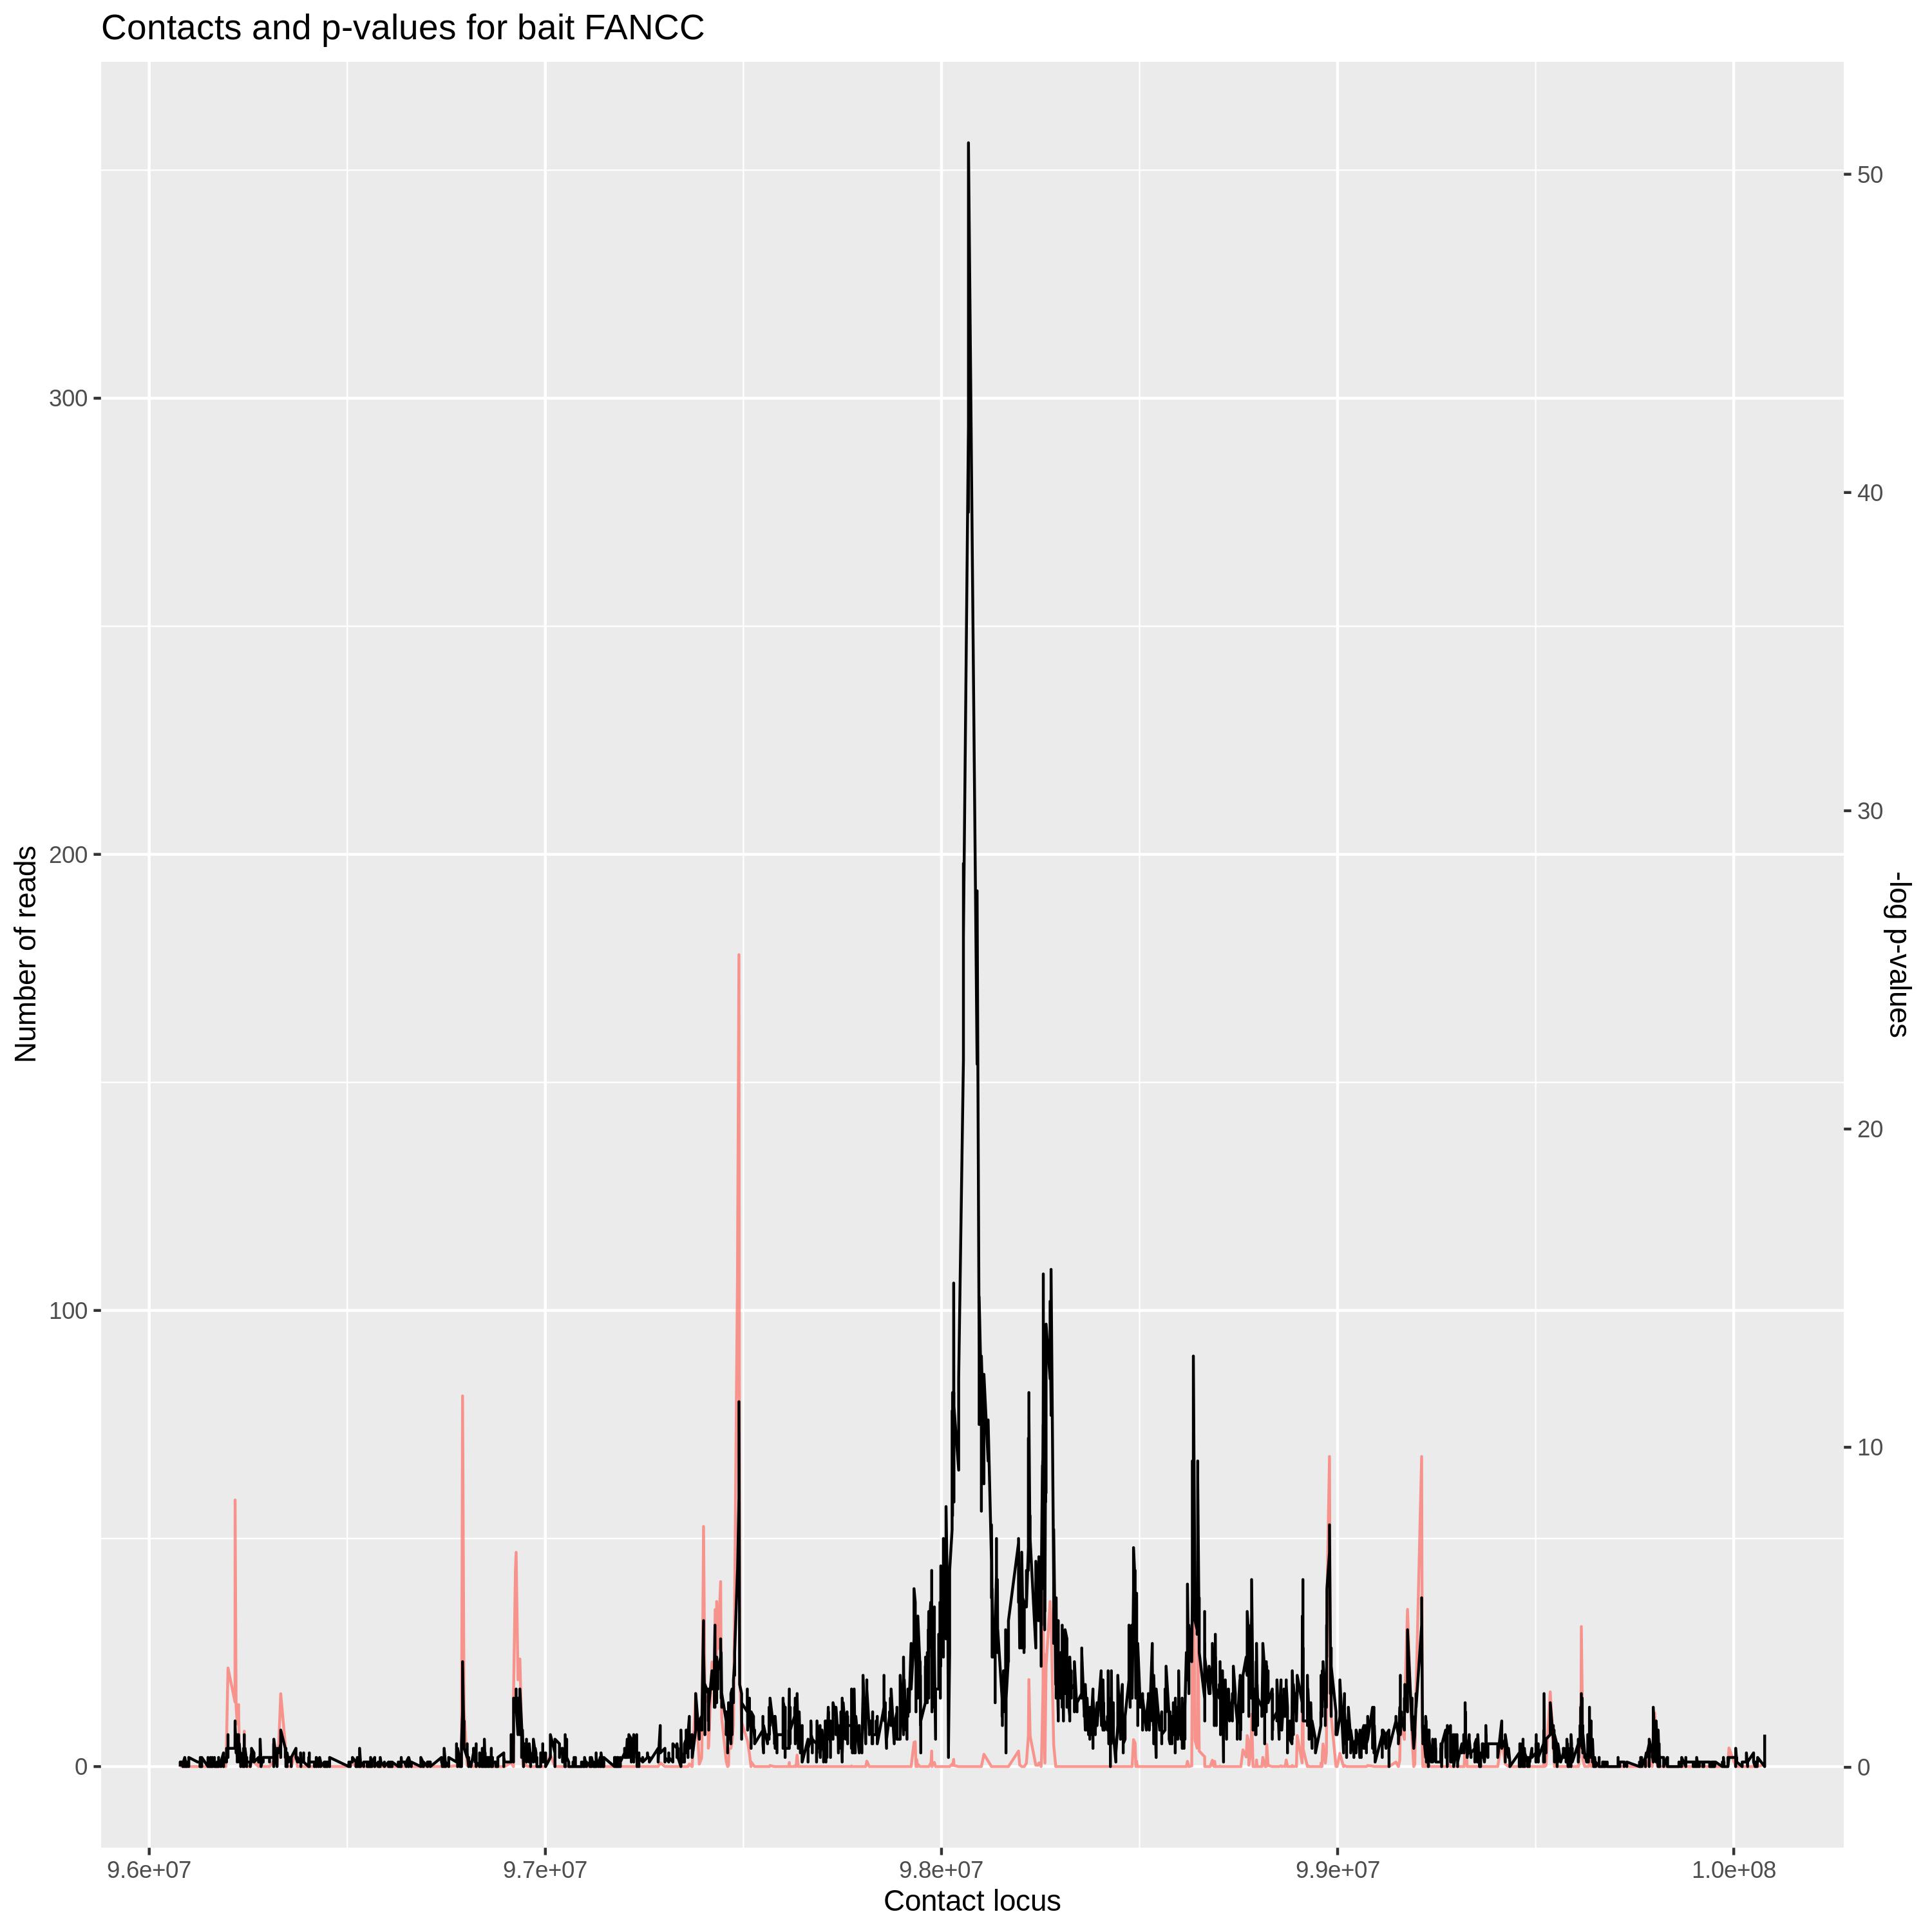 Contacts and p-values for bait FANCC
Number of reads
300
200
100
0
50
40
30
20
10
0
-log p-values
9.6e+07 9.7e+07 9.8e+07 9.9e+07 1.0e+08
Contact locus